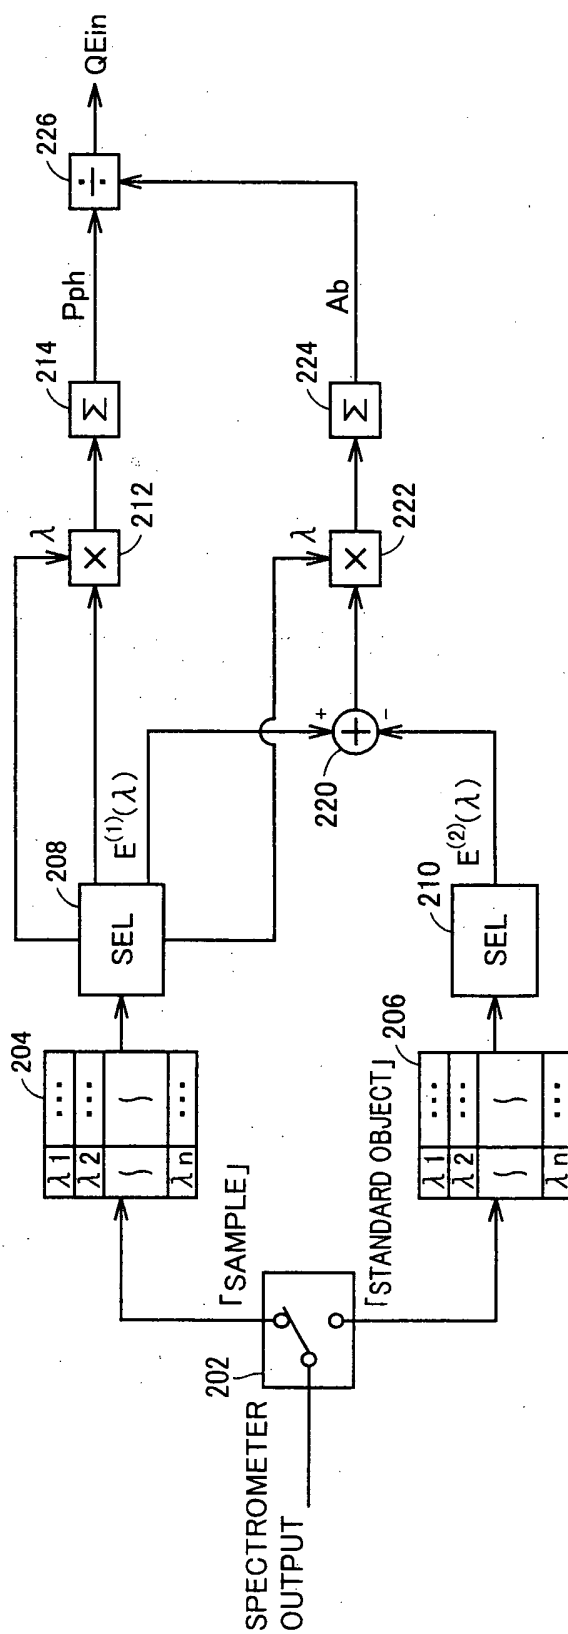 SPECTROMETER
OUTPUT
202
「SAMPLE」
「STANDARD OBJECT」
204
λ1 ...
λ2 ...
∫ ∫
λn ...
206
λ1 ...
λ2 ...
∫ ∫
λn ...
208
SEL
E(1)(λ)
210
SEL
E(2)(λ)
λ
×
212
Σ
214
Pph
220
+
+
-
λ
×
222
Σ
224
Ab
÷
226
QEin